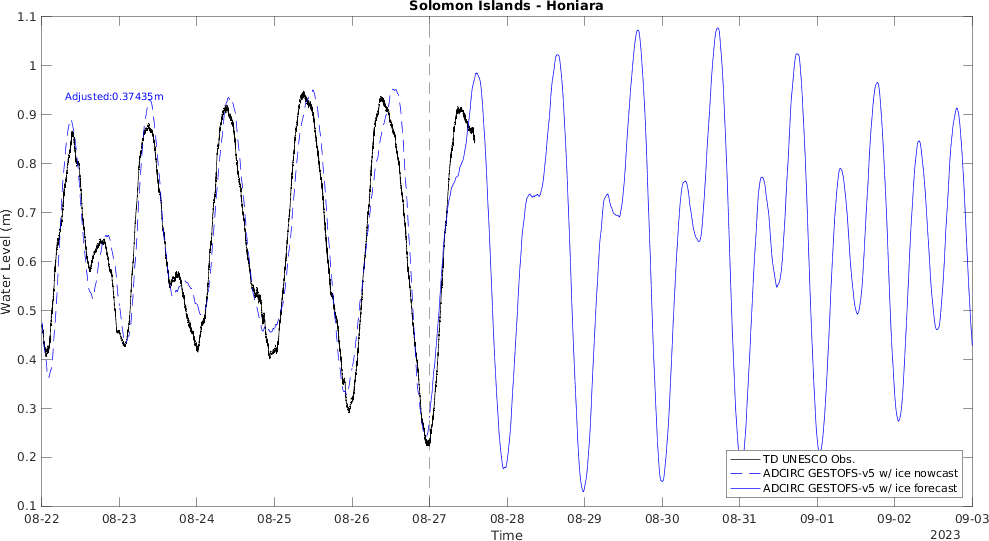 Solomon Islands - Honiara
1.1
1
0.9
0.8
0.7
0.6
0.5
0.4
0.3
0.2
0.1
Water Level (m)
Adjusted:0.37435m
TD UNESCO Obs.
ADCIRC GESTOFS-v5 w/ ice nowcast
ADCIRC GESTOFS-v5 w/ ice forecast
08-22 08-23 08-24 08-25 08-26 08-27 08-28 08-29 08-30 08-31 09-01 09-02 09-03
Time
2023